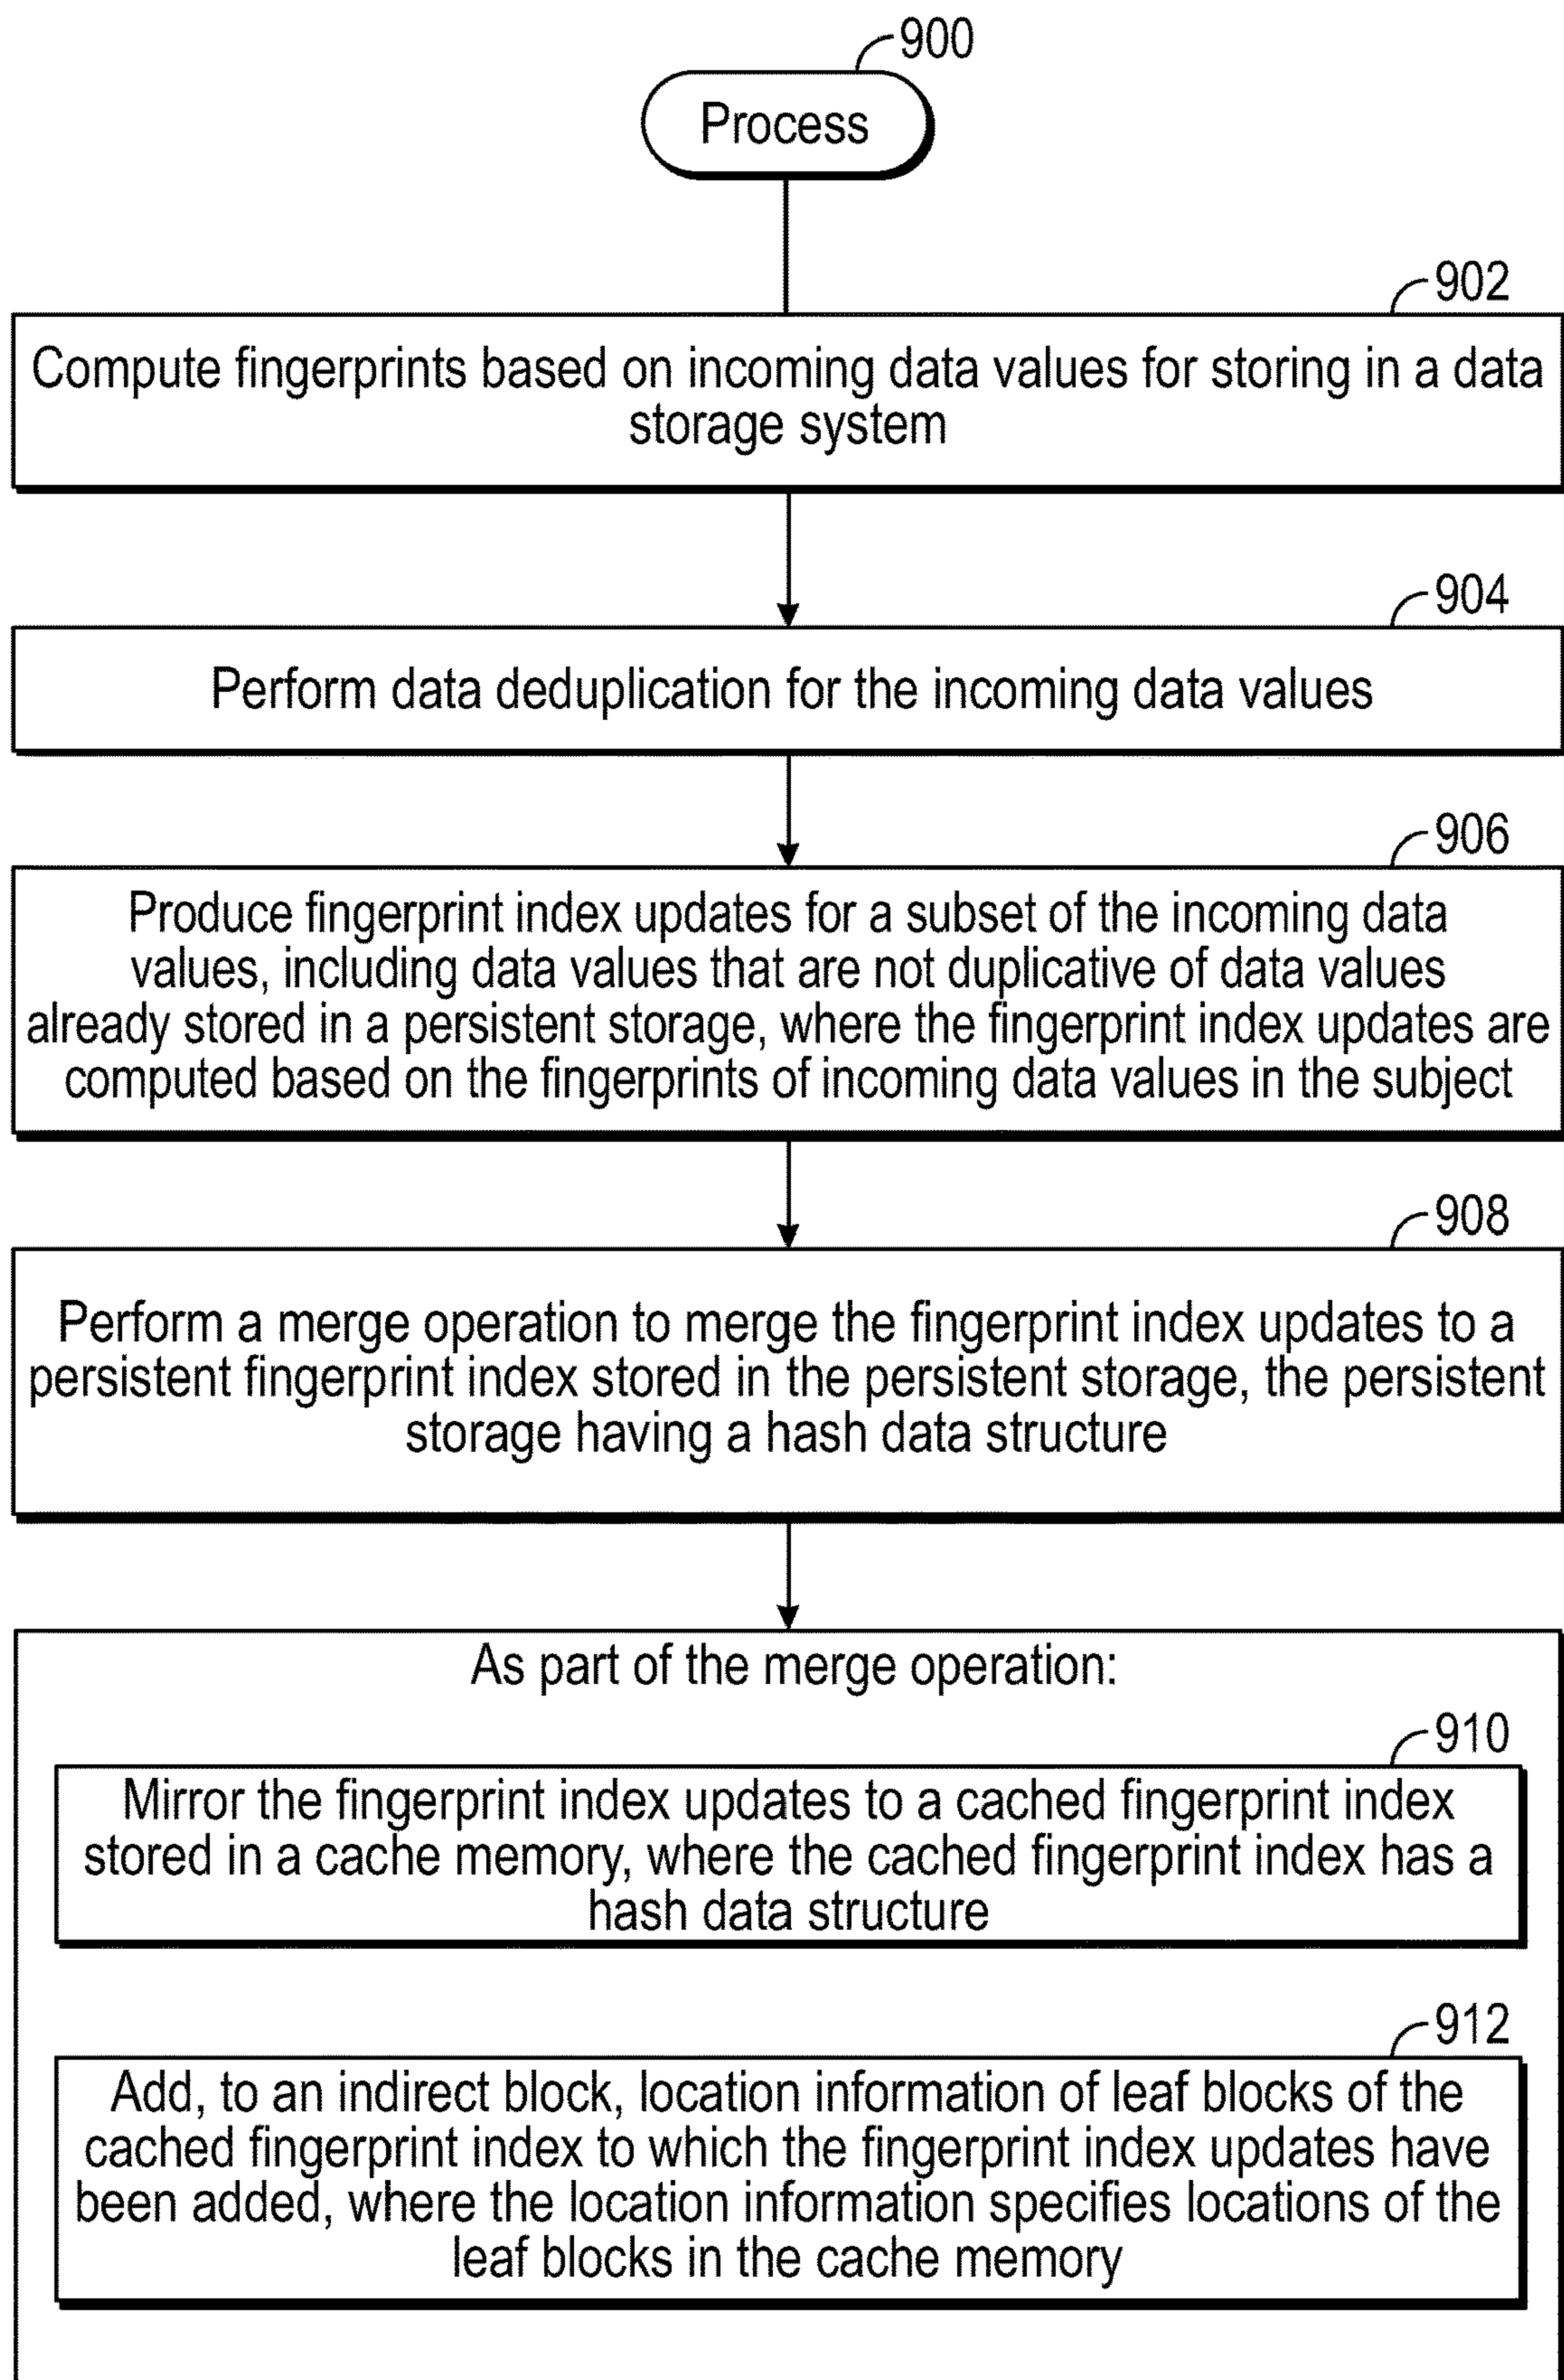 900
Process
902
Compute fingerprints based on incoming data values for storing in a data
storage system
904
Perform data deduplication for the incoming data values
906
Produce fingerprint index updates for a subset of the incoming data
values, including data values that are not duplicative of data values
already stored in a persistent storage, where the fingerprint index updates are
computed based on the fingerprints of incoming data values in the subject
908
Perform a merge operation to merge the fingerprint index updates to a
persistent fingerprint index stored in the persistent storage, the persistent
storage having a hash data structure
As part of the merge operation:
910
Mirror the fingerprint index updates to a cached fingerprint index
stored in a cache memory, where the cached fingerprint index has a
hash data structure
912
Add, to an indirect block, location information of leaf blocks of the
cached fingerprint index to which the fingerprint index updates have
been added, where the location information specifies locations of the
leaf blocks in the cache memory